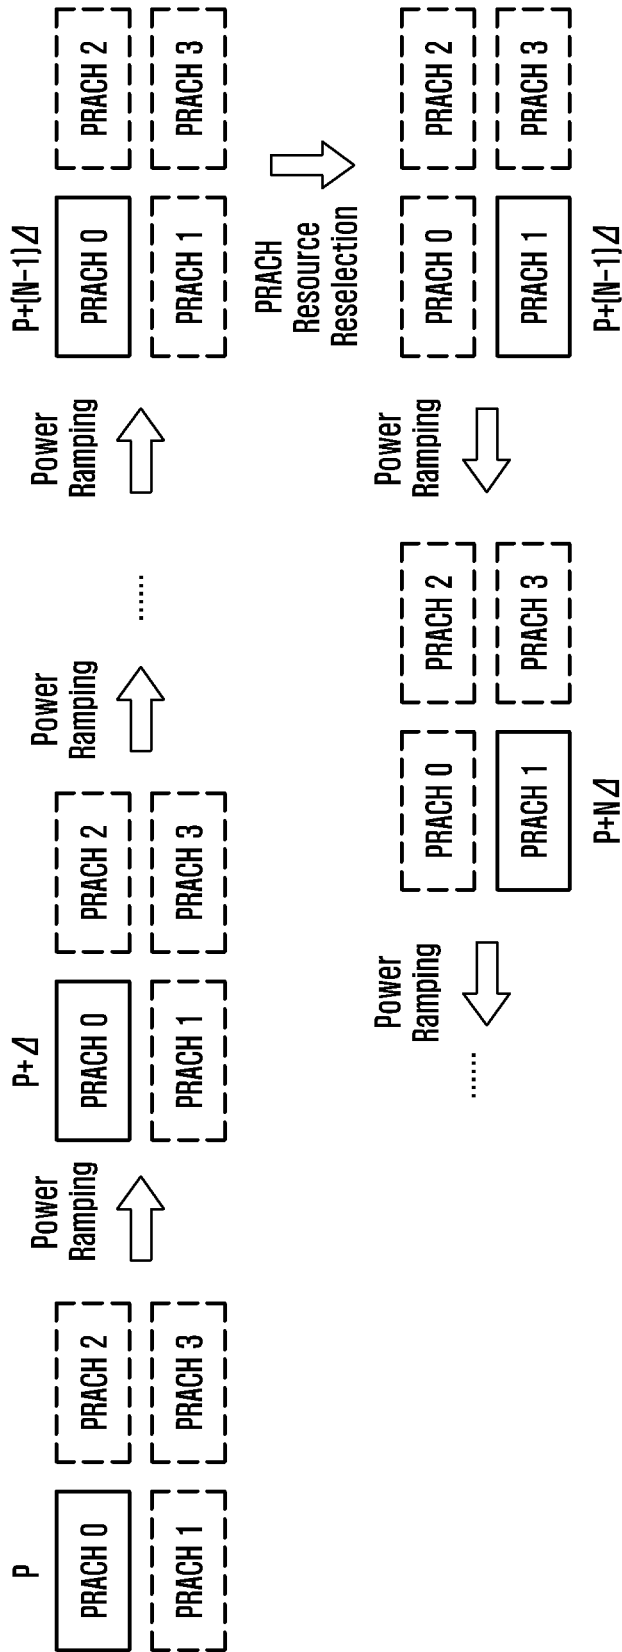 P
PRACH 0
PRACH 2
PRACH 1
PRACH 3
Power
Ramping
P+⊿
PRACH 0
PRACH 2
PRACH 1
PRACH 3
Power
Ramping
......
Power
Ramping
P+(N-1)⊿
PRACH 0
PRACH 2
PRACH 1
PRACH 3
PRACH
Resource
Reselection
PRACH 0
PRACH 2
PRACH 1
PRACH 3
P+(N-1)⊿
Power
Ramping
PRACH 0
PRACH 2
PRACH 1
PRACH 3
P+N⊿
Power
Ramping
......